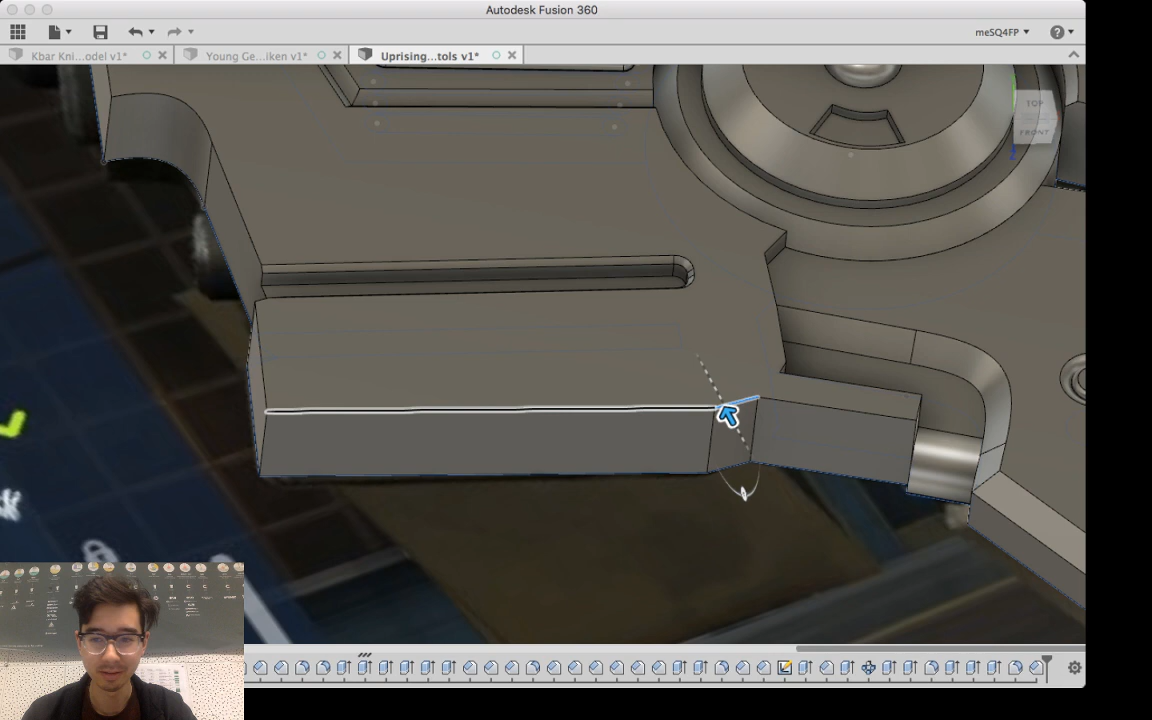 Autodesk Fusion 360
meSQ4FP
Kbar Kni...odel v1*
Young Ge...iken v1*
Uprising...tols v1*
TOP
FRONT